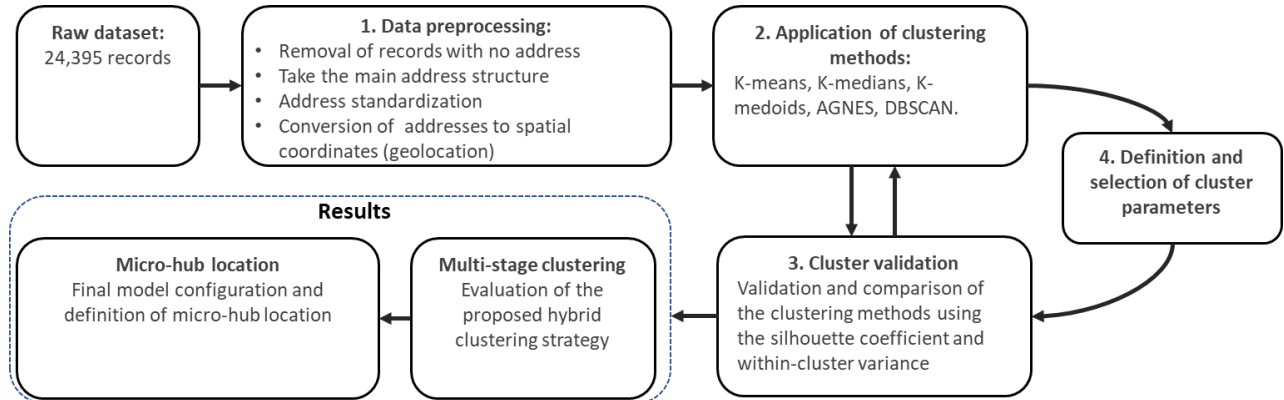 Raw dataset:
24,395 records
1. Data preprocessing:
• Removal of records with no address
• Take the main address structure
• Address standardization
• Conversion of addresses to spatial
coordinates (geolocation)
2. Application of clustering
methods:
K-means, K-medians, K-
medoids, AGNES, DBSCAN.
4. Definition and
selection of cluster
parameters
3. Cluster validation
Validation and comparison of
the clustering methods using
the silhouette coefficient and
within-cluster variance
Results
Multi-stage clustering
Evaluation of the
proposed hybrid
clustering strategy
Micro-hub location
Final model configuration and
definition of micro-hub location